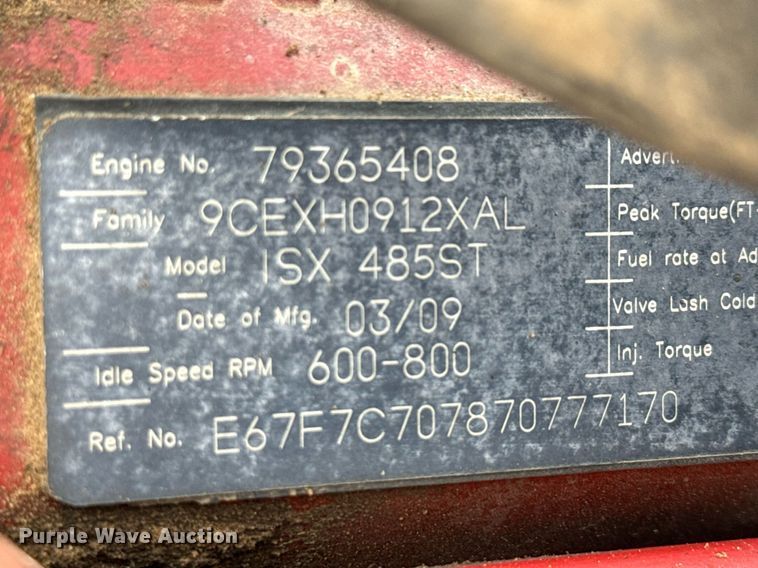 Engine No. 79365408
Family 9CEXH0912XAL
Model ISX 485ST
Date of Mfg. 03/09
Idle Speed RPM 600-800
Ref. No. E67F7C707870777170
Peak Torque(FT-
Fuel rate at Ad
Valve Lash Cold
Inj. Torque
Purple Wave Auction